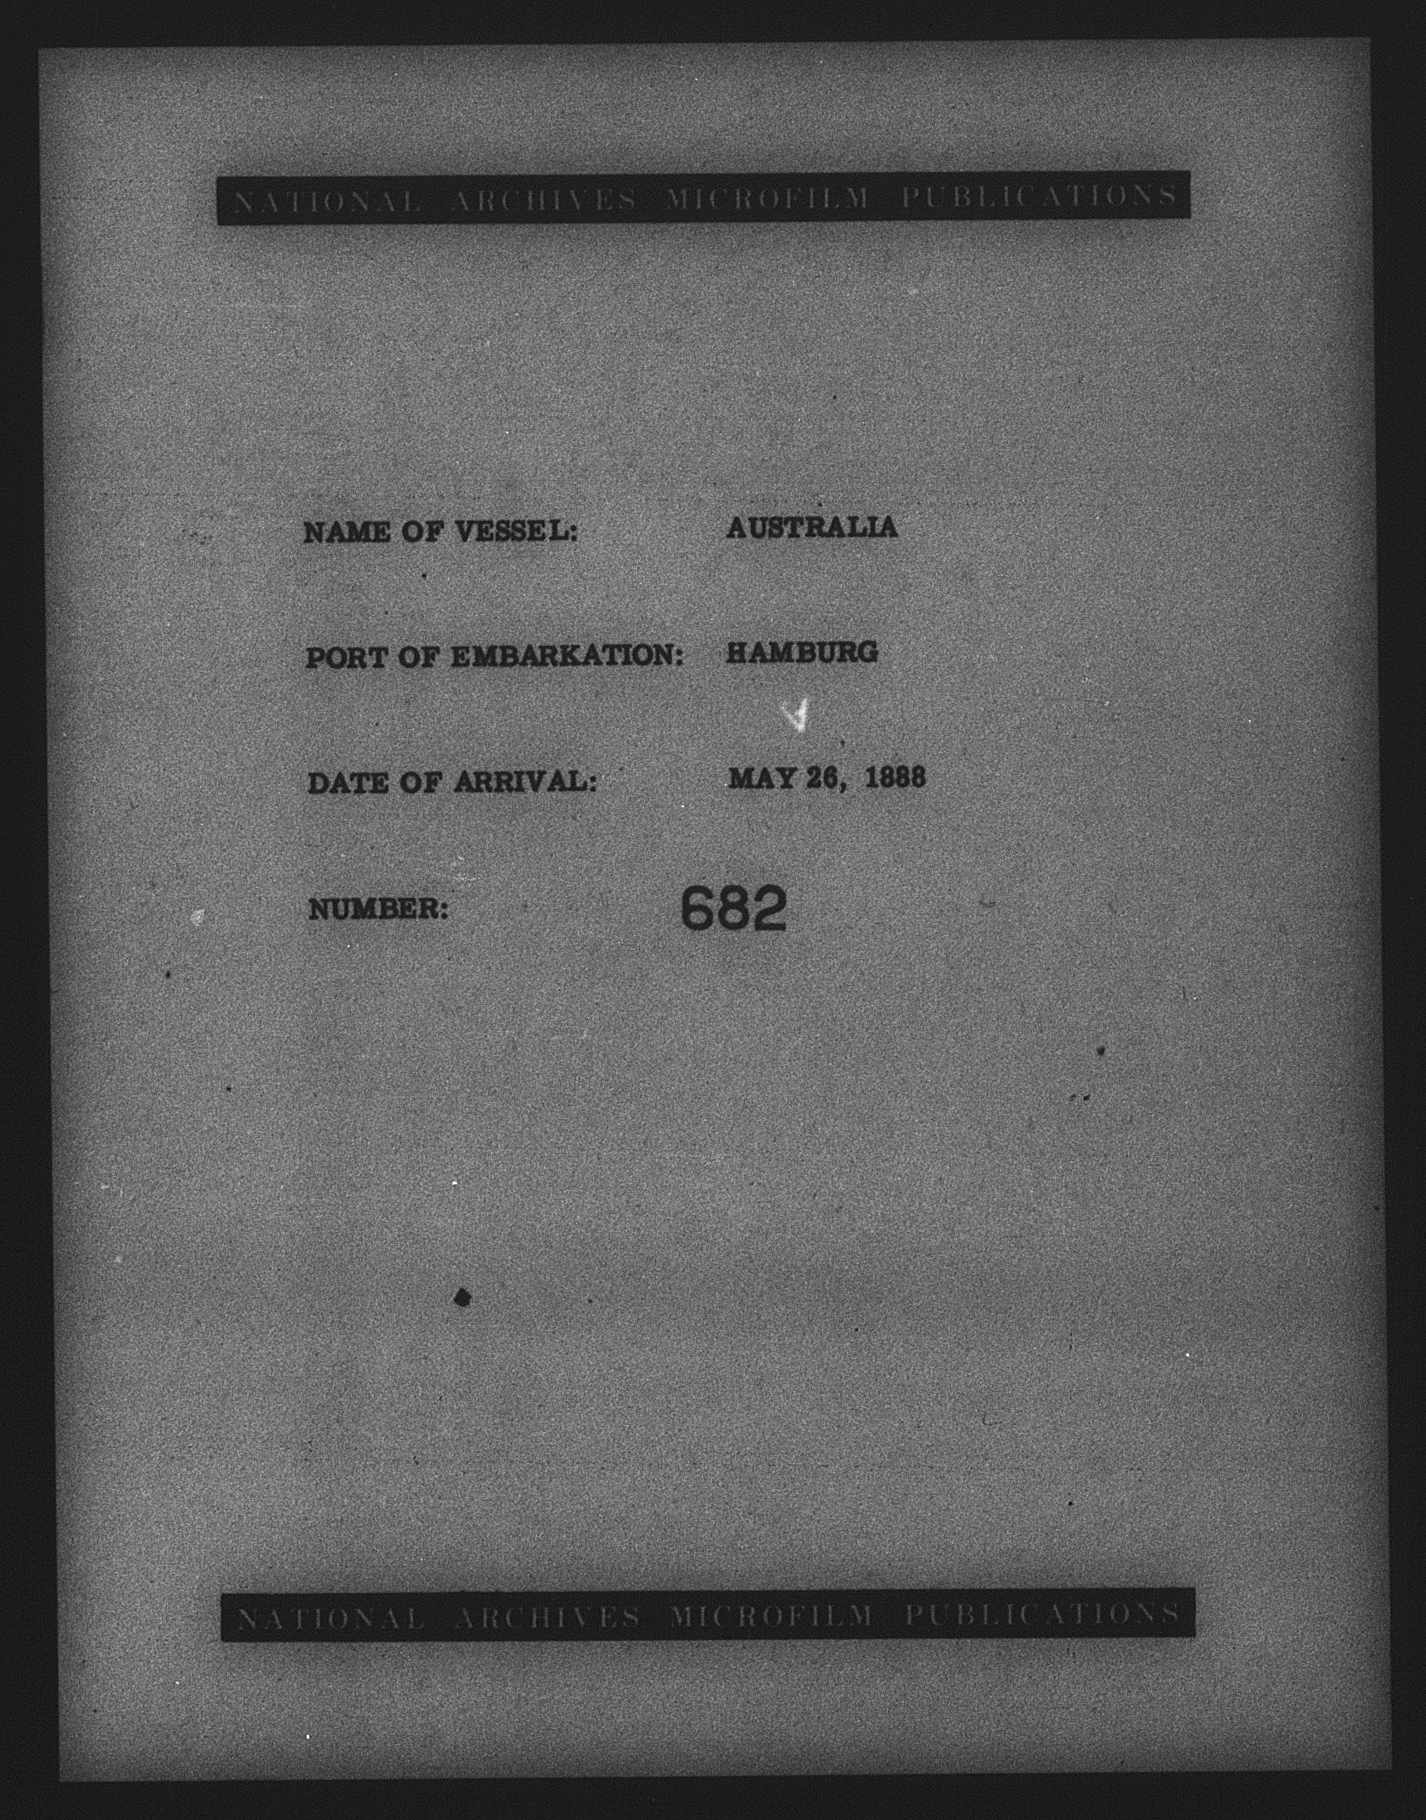 NATIONAL ARCHIVES MICROFILM PUBLICATIONS
NAME OF VESSEL: AUSTRALIA
PORT OF EMBARKATION: HAMBURG
DATE OF ARRIVAL: MAY 26, 1888
NUMBER: 682
NATIONAL ARCHIVES MICROFILM PUBLICATIONS